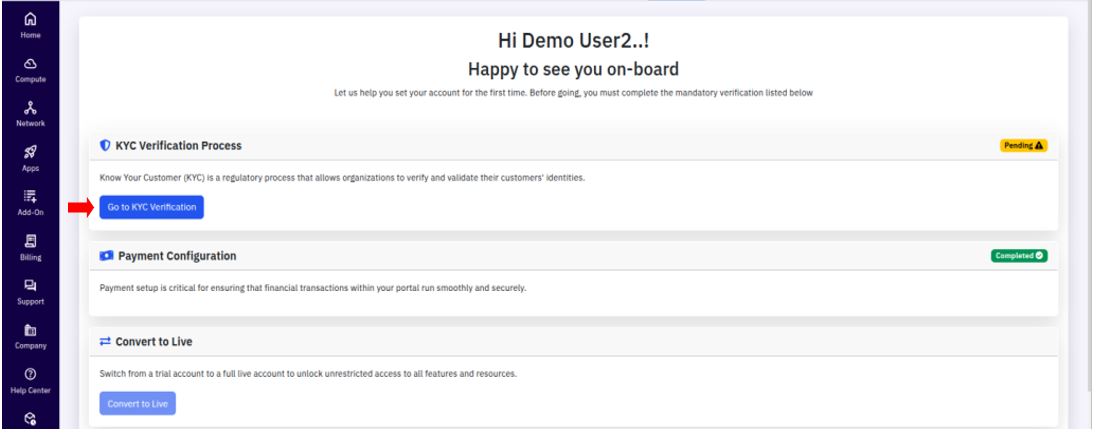 Home
Compute
Network
Apps
Add-On
Billing
Support
Company
Help Center
Hi Demo User2..!
Happy to see you on-board
Let us help you set your account for the first time. Before going, you must complete the mandatory verification listed below
KYC Verification Process
Pending
Know Your Customer (KYC) is a regulatory process that allows organizations to verify and validate their customers' identities.
Go to KYC Verification
Payment Configuration
Completed
Payment setup is critical for ensuring that financial transactions within your portal run smoothly and securely.
Convert to Live
Switch from a trial account to a full live account to unlock unrestricted access to all features and resources.
Convert to Live